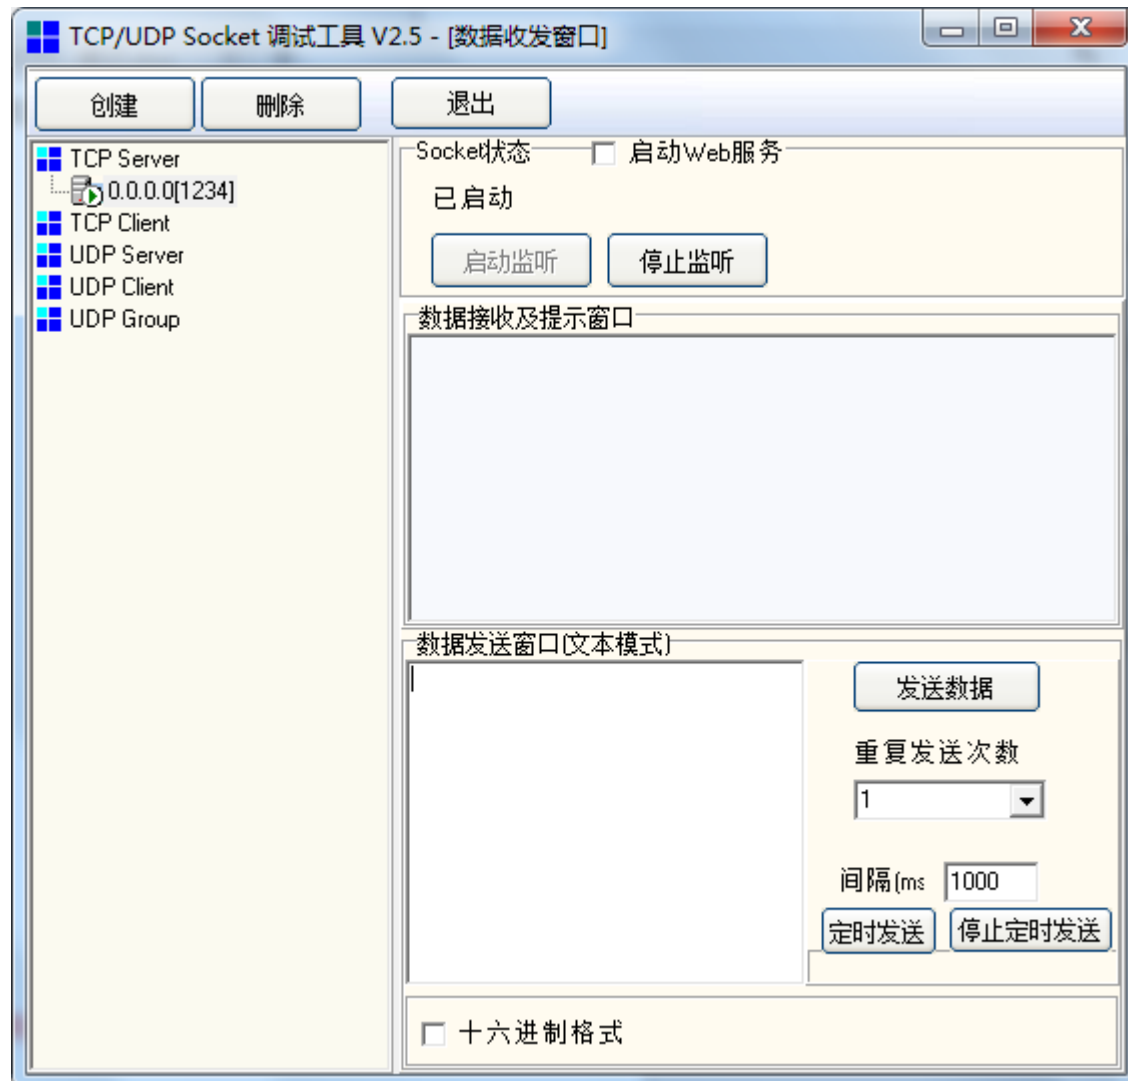 TCP/UDP Socket 调试工具 V2.5 - [数据收发窗口]
创建 删除 退出
TCP Server
0.0.0.0[1234]
TCP Client
UDP Server
UDP Client
UDP Group
Socket状态 启动Web服务
已启动
启动监听 停止监听
数据接收及提示窗口
数据发送窗口(文本模式)
发送数据
重复发送次数
1
间隔(ms 1000
定时发送 停止定时发送
十六进制格式